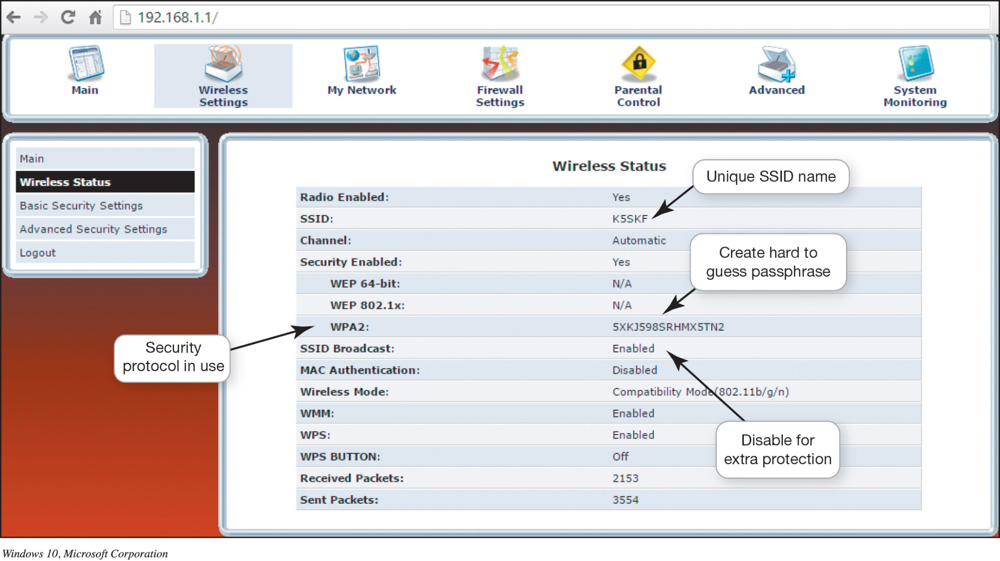 192.168.1.1/
Main
Wireless
Settings
My Network
Firewall
Settings
Parental
Control
Advanced
System
Monitoring
Main
Wireless Status
Basic Security Settings
Advanced Security Settings
Logout
Wireless Status
Unique SSID name
Radio Enabled: Yes
SSID: K5SKF
Channel: Automatic
Create hard to
guess passphrase
Security Enabled: Yes
WEP 64-bit: N/A
WEP 802.1x: N/A
WPA2: 5XKJ598SRHMX5TN2
Security
protocol in use
SSID Broadcast: Enabled
MAC Authentication: Disabled
Wireless Mode: Compatibility Mode(802.11b/g/n)
WMM: Enabled
WPS: Enabled
Disable for
extra protection
WPS BUTTON: Off
Received Packets: 2153
Sent Packets: 3554
Windows 10, Microsoft Corporation